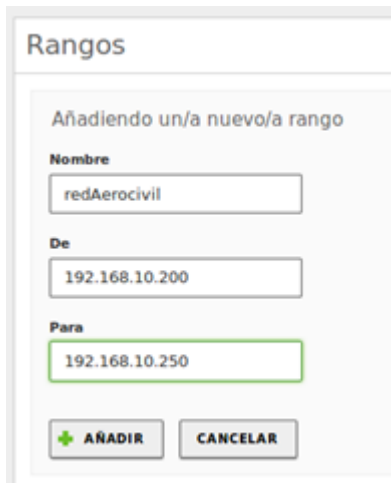 Rangos
Añadiendo un/a nuevo/a rango
Nombre
redAerocivil
De
192.168.10.200
Para
192.168.10.250
AÑADIR CANCELAR